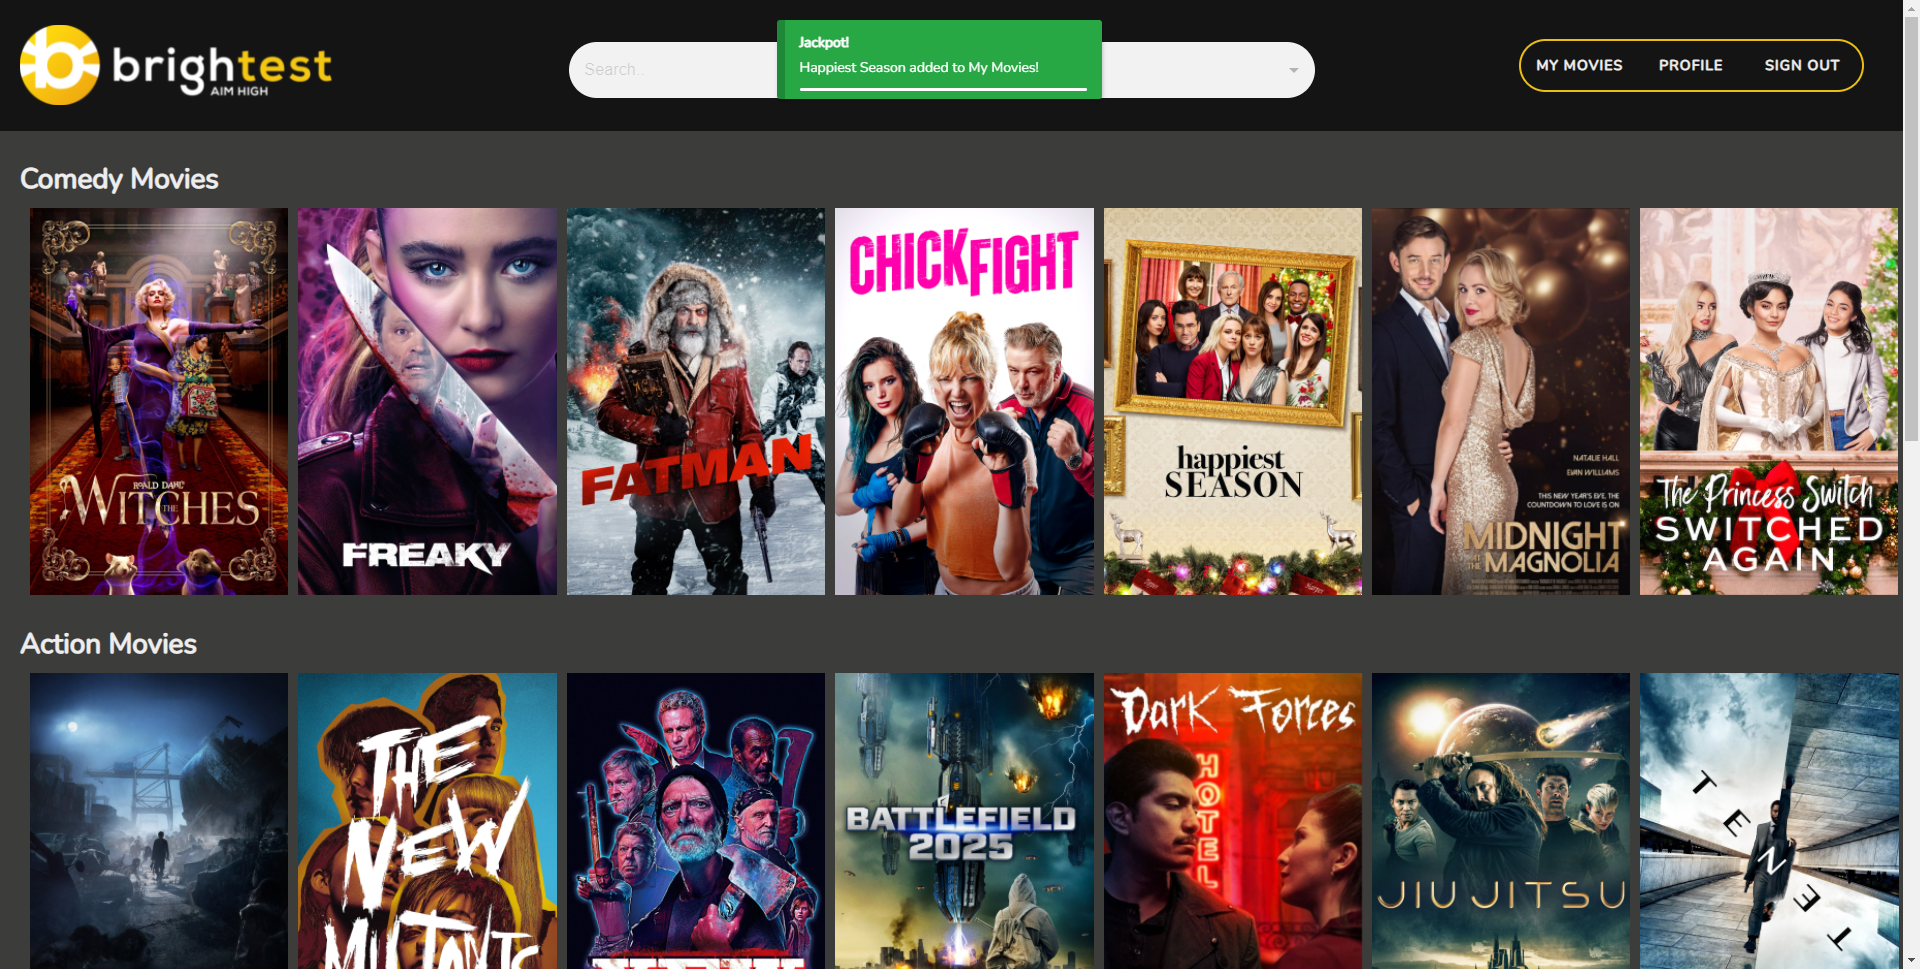 brightest
AIM HIGH
Search..
Jackpot!
Happiest Season added to My Movies!
MY MOVIES
PROFILE
SIGN OUT
Comedy Movies
ROALD DAHL'S
THE WITCHES
FREAKY
FATMAN
CHICK FIGHT
happiest
SEASON
NATALIE HALL
EVAN WILLIAMS
THIS NEW YEAR'S EVE, THE
COUNTDOWN TO LOVE IS ON
MIDNIGHT
AT THE MAGNOLIA
The Princess Switch
SWITCHED
AGAIN
Action Movies
THE
NEW
MUTANTS
BATTLEFIELD
2025
Dark Forces
HOTEL
JIU JITSU
TENET